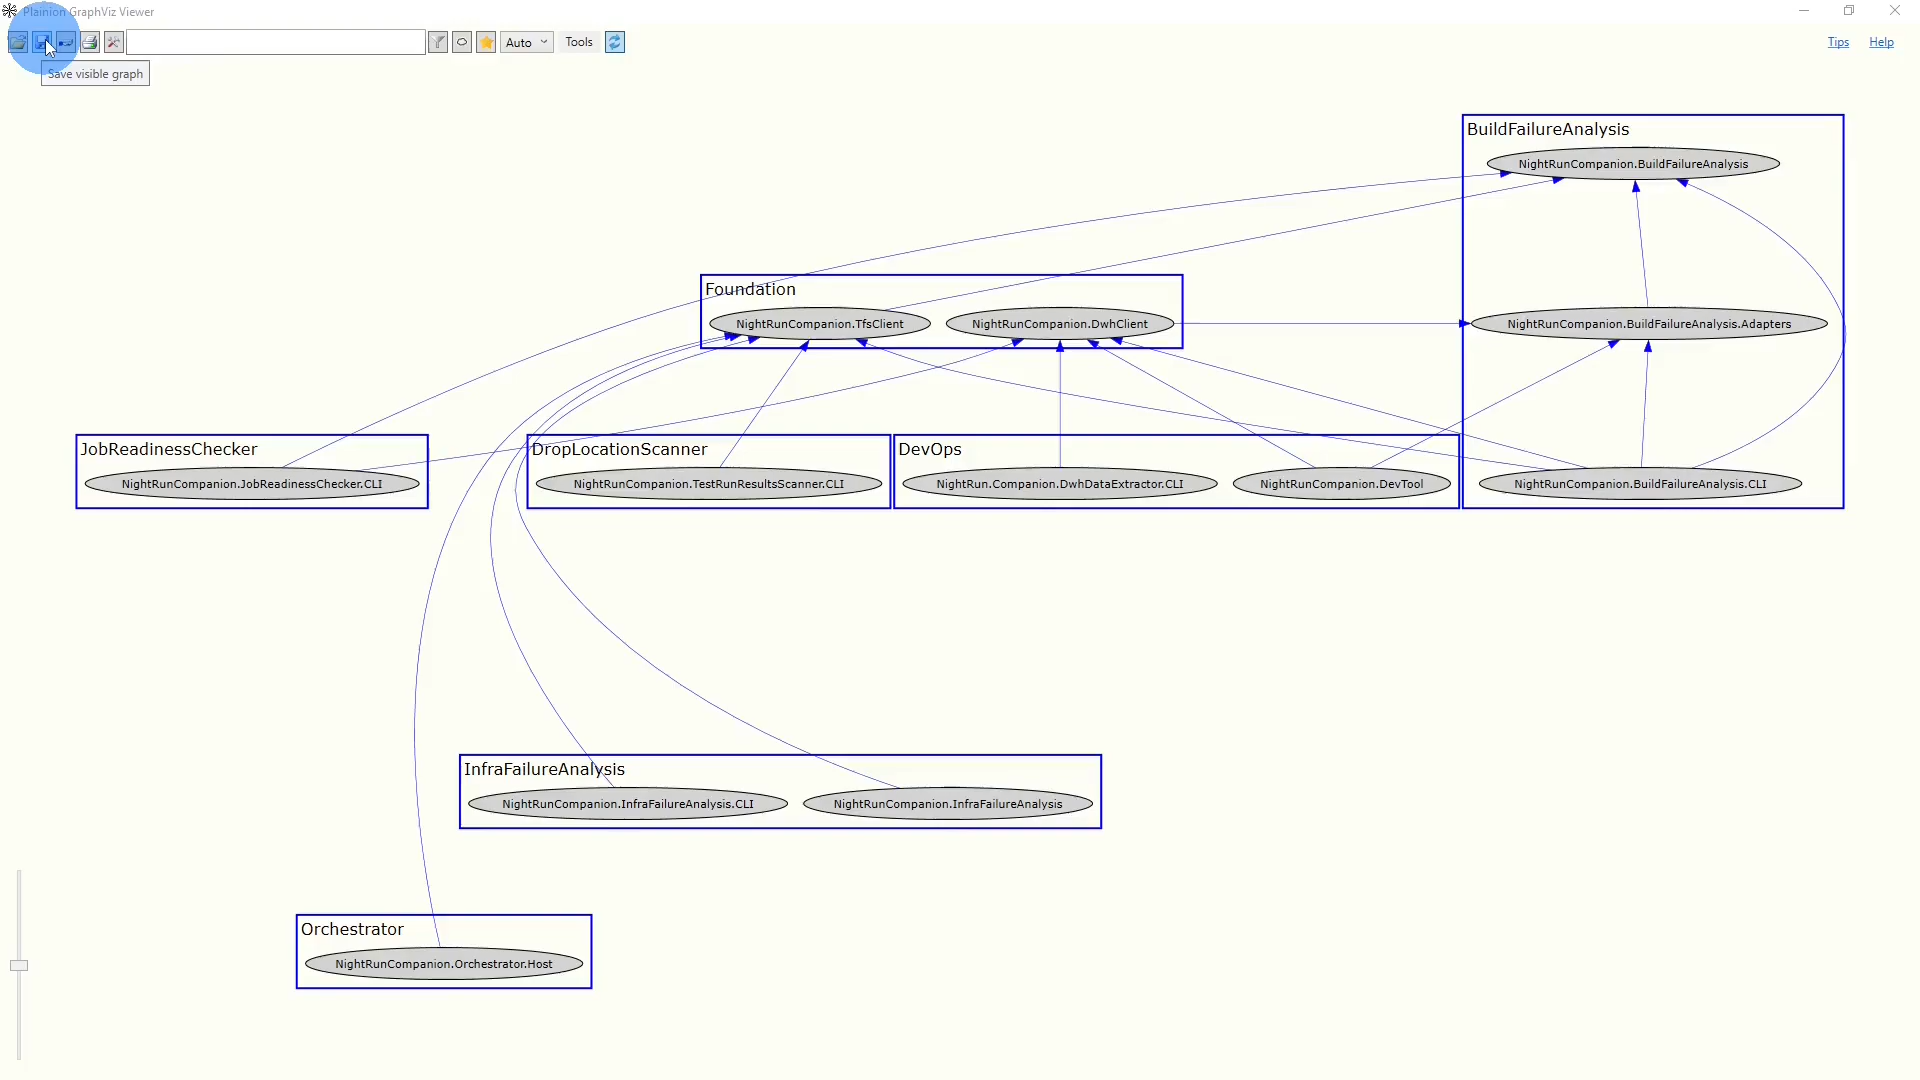 Plainion GraphViz Viewer
Auto
Tools
Tips
Help
Save visible graph
BuildFailureAnalysis
NightRunCompanion.BuildFailureAnalysis
Foundation
NightRunCompanion.TfsClient
NightRunCompanion.DwhClient
NightRunCompanion.BuildFailureAnalysis.Adapters
JobReadinessChecker
DropLocationScanner
DevOps
NightRunCompanion.JobReadinessChecker.CLI
NightRunCompanion.TestRunResultsScanner.CLI
NightRun.Companion.DwhDataExtractor.CLI
NightRunCompanion.DevTool
NightRunCompanion.BuildFailureAnalysis.CLI
InfraFailureAnalysis
NightRunCompanion.InfraFailureAnalysis.CLI
NightRunCompanion.InfraFailureAnalysis
Orchestrator
NightRunCompanion.Orchestrator.Host